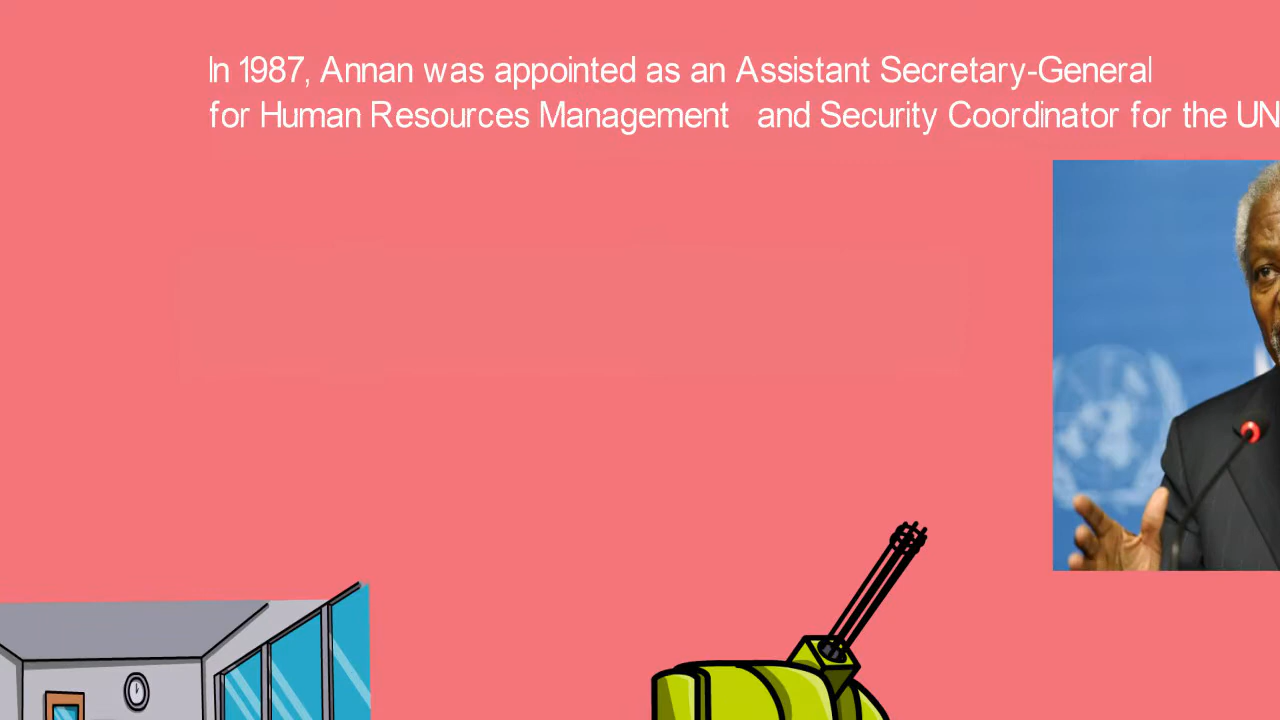 In 1987, Annan was appointed as an Assistant Secretary-General
for Human Resources Management and Security Coordinator for the UN